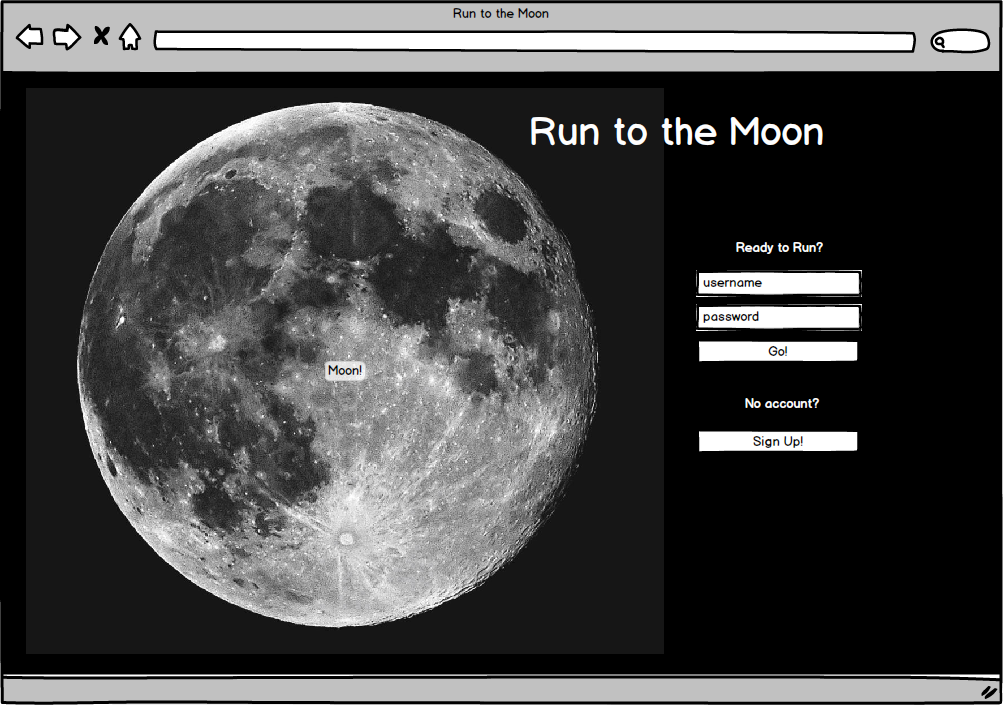 Run to the Moon
Run to the Moon
Ready to Run?
username
password
Go!
Moon!
No account?
Sign Up!